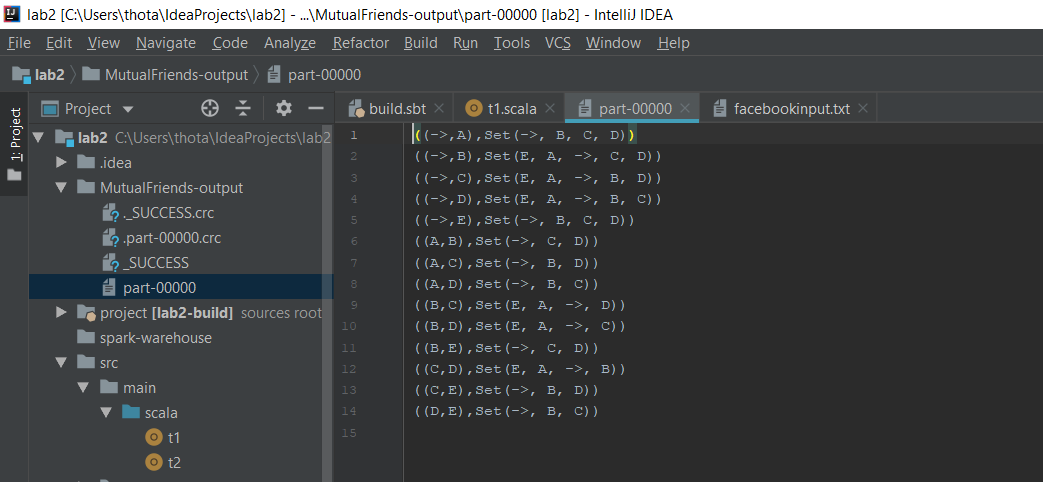 lab2 [C:\Users\thota\IdeaProjects\lab2] - ...\MutualFriends-output\part-00000 [lab2] - IntelliJ IDEA
File Edit View Navigate Code Analyze Refactor Build Run Tools VCS Window Help
lab2 MutualFriends-output part-00000
1: Project
Project
build.sbt t1.scala part-00000 facebookinput.txt
lab2 C:\Users\thota\IdeaProjects\lab2
.idea
MutualFriends-output
._SUCCESS.crc
.part-00000.crc
_SUCCESS
part-00000
project [lab2-build] sources root
spark-warehouse
src
main
scala
t1
t2
1 ((->,A),Set(->, B, C, D))
2 ((->,B),Set(E, A, ->, C, D))
3 ((->,C),Set(E, A, ->, B, D))
4 ((->,D),Set(E, A, ->, B, C))
5 ((->,E),Set(->, B, C, D))
6 ((A,B),Set(->, C, D))
7 ((A,C),Set(->, B, D))
8 ((A,D),Set(->, B, C))
9 ((B,C),Set(E, A, ->, D))
10 ((B,D),Set(E, A, ->, C))
11 ((B,E),Set(->, C, D))
12 ((C,D),Set(E, A, ->, B))
13 ((C,E),Set(->, B, D))
14 ((D,E),Set(->, B, C))
15